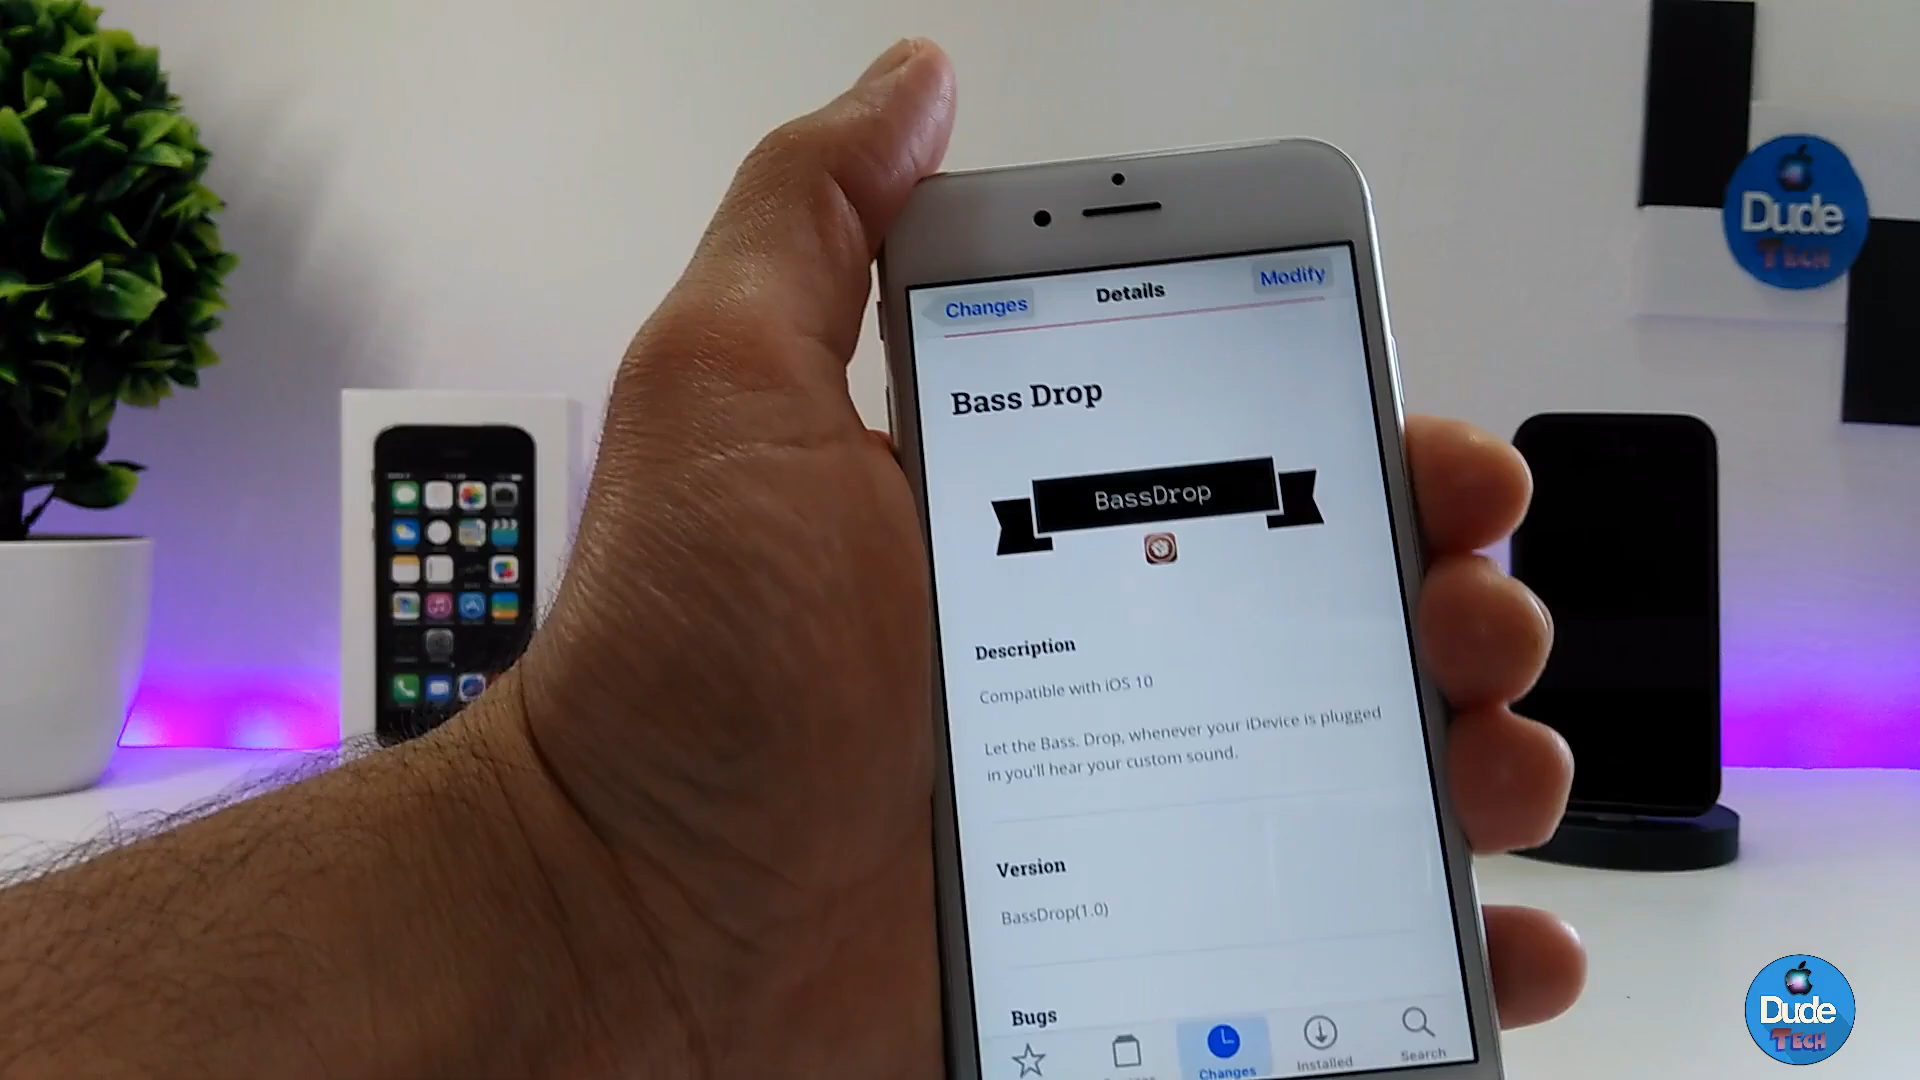 Changes
Details
Modify
Bass Drop
BassDrop
Description
Compatible with iOS 10
Let the Bass. Drop, whenever your iDevice is plugged
in you'll hear your custom sound.
Version
BassDrop(1.0)
Bugs
Changes
Installed
Search
Dude
TECH
Dude
TECH